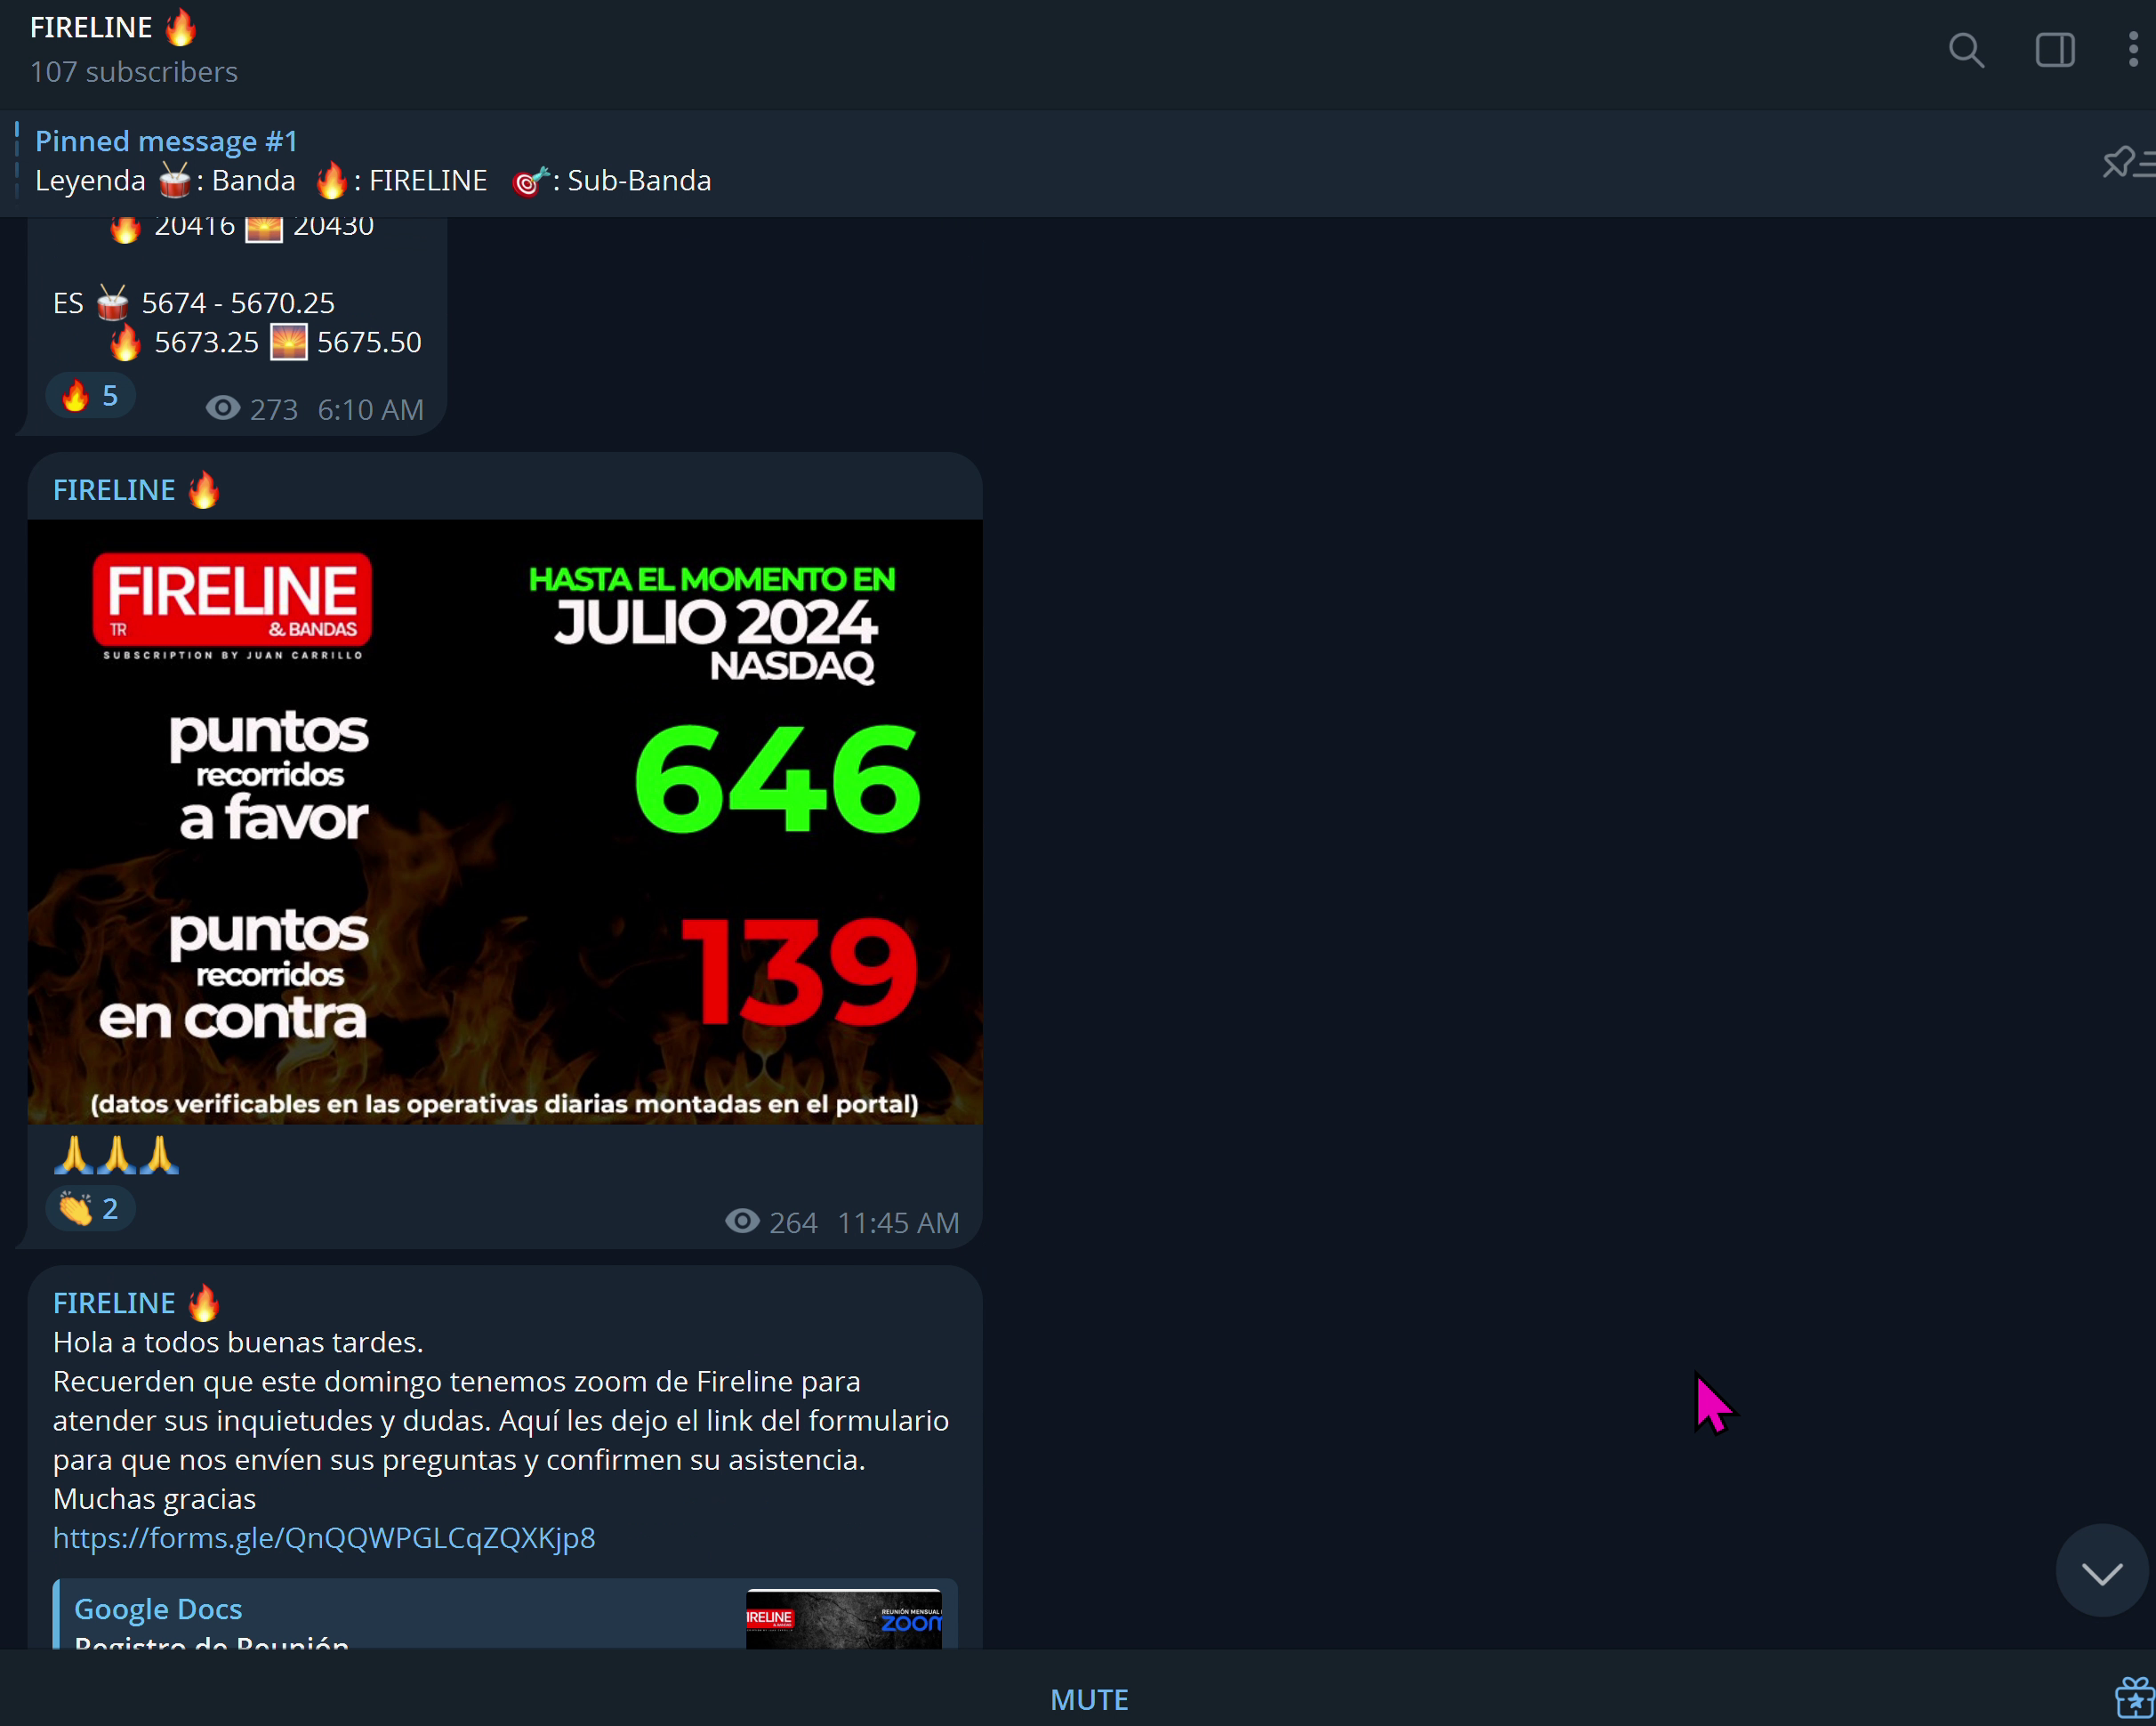 FIRELINE 🔥
107 subscribers
Pinned message #1
Leyenda 🥁: Banda 🔥: FIRELINE 🎯: Sub-Banda
🔥 20416 🌅 20430
ES 🥁 5674 - 5670.25
🔥 5673.25 🌅 5675.50
🔥 5
273 6:10 AM
FIRELINE 🔥
FIRELINE
TR & BANDAS
SUBSCRIPTION BY JUAN CARRILLO
HASTA EL MOMENTO EN
JULIO 2024
NASDAQ
puntos
recorridos
a favor
646
puntos
recorridos
en contra
139
(datos verificables en las operativas diarias montadas en el portal)
🙏🙏🙏
👏 2
264 11:45 AM
FIRELINE 🔥
Hola a todos buenas tardes.
Recuerden que este domingo tenemos zoom de Fireline para
atender sus inquietudes y dudas. Aquí les dejo el link del formulario
para que nos envíen sus preguntas y confirmen su asistencia.
Muchas gracias
https://forms.gle/QnQQWPGLCqZQXKjp8
Google Docs
Registro de Reunión
IRELINE
REUNIÓN MENSUAL
ZOOM
MUTE